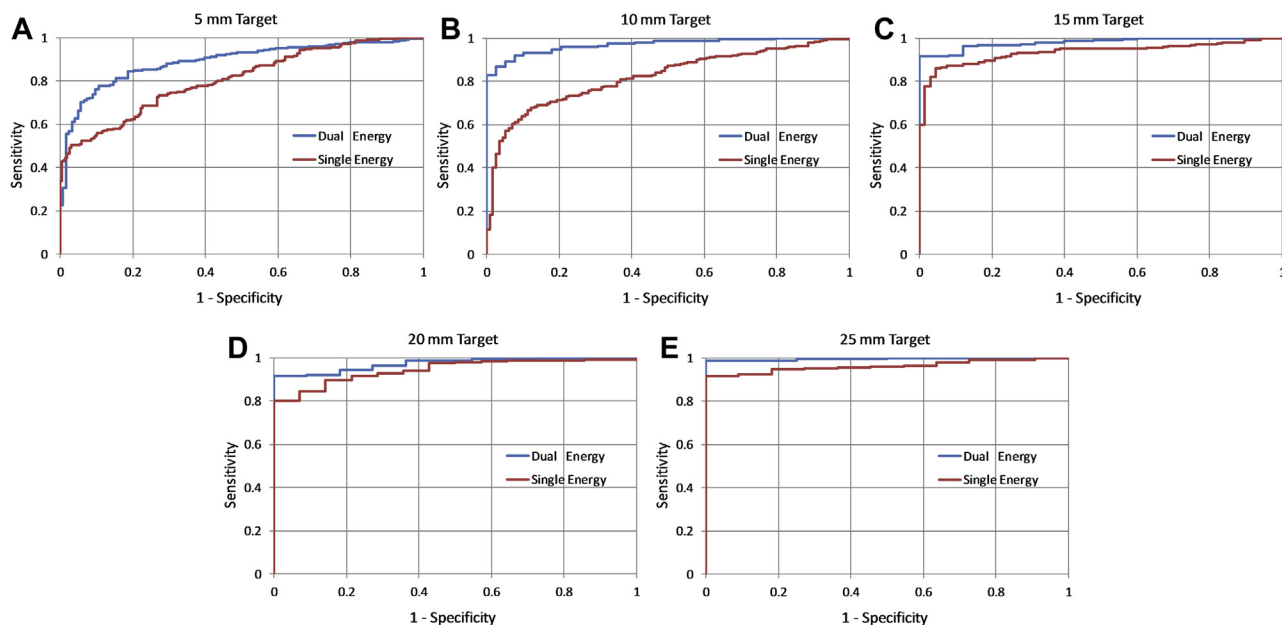 A
5 mm Target
1
0.8
0.6
0.4
0.2
0
0
0.2
0.4
0.6
0.8
1
Sensitivity
1 - Specificity
Dual Energy
Single Energy
B
10 mm Target
1
0.8
0.6
0.4
0.2
0
0
0.2
0.4
0.6
0.8
1
Sensitivity
1 - Specificity
Dual Energy
Single Energy
C
15 mm Target
1
0.8
0.6
0.4
0.2
0
0
0.2
0.4
0.6
0.8
1
Sensitivity
1 - Specificity
Dual Energy
Single Energy
D
20 mm Target
1
0.8
0.6
0.4
0.2
0
0
0.2
0.4
0.6
0.8
1
Sensitivity
1 - Specificity
Dual Energy
Single Energy
E
25 mm Target
1
0.8
0.6
0.4
0.2
0
0
0.2
0.4
0.6
0.8
1
Sensitivity
1 - Specificity
Dual Energy
Single Energy